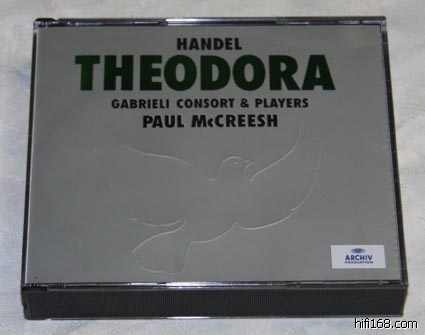 HANDEL
THEODORA
GABRIELI CONSORT & PLAYERS
PAUL McCREESH
ARCHIV
PRODUKTION
hifi168.com